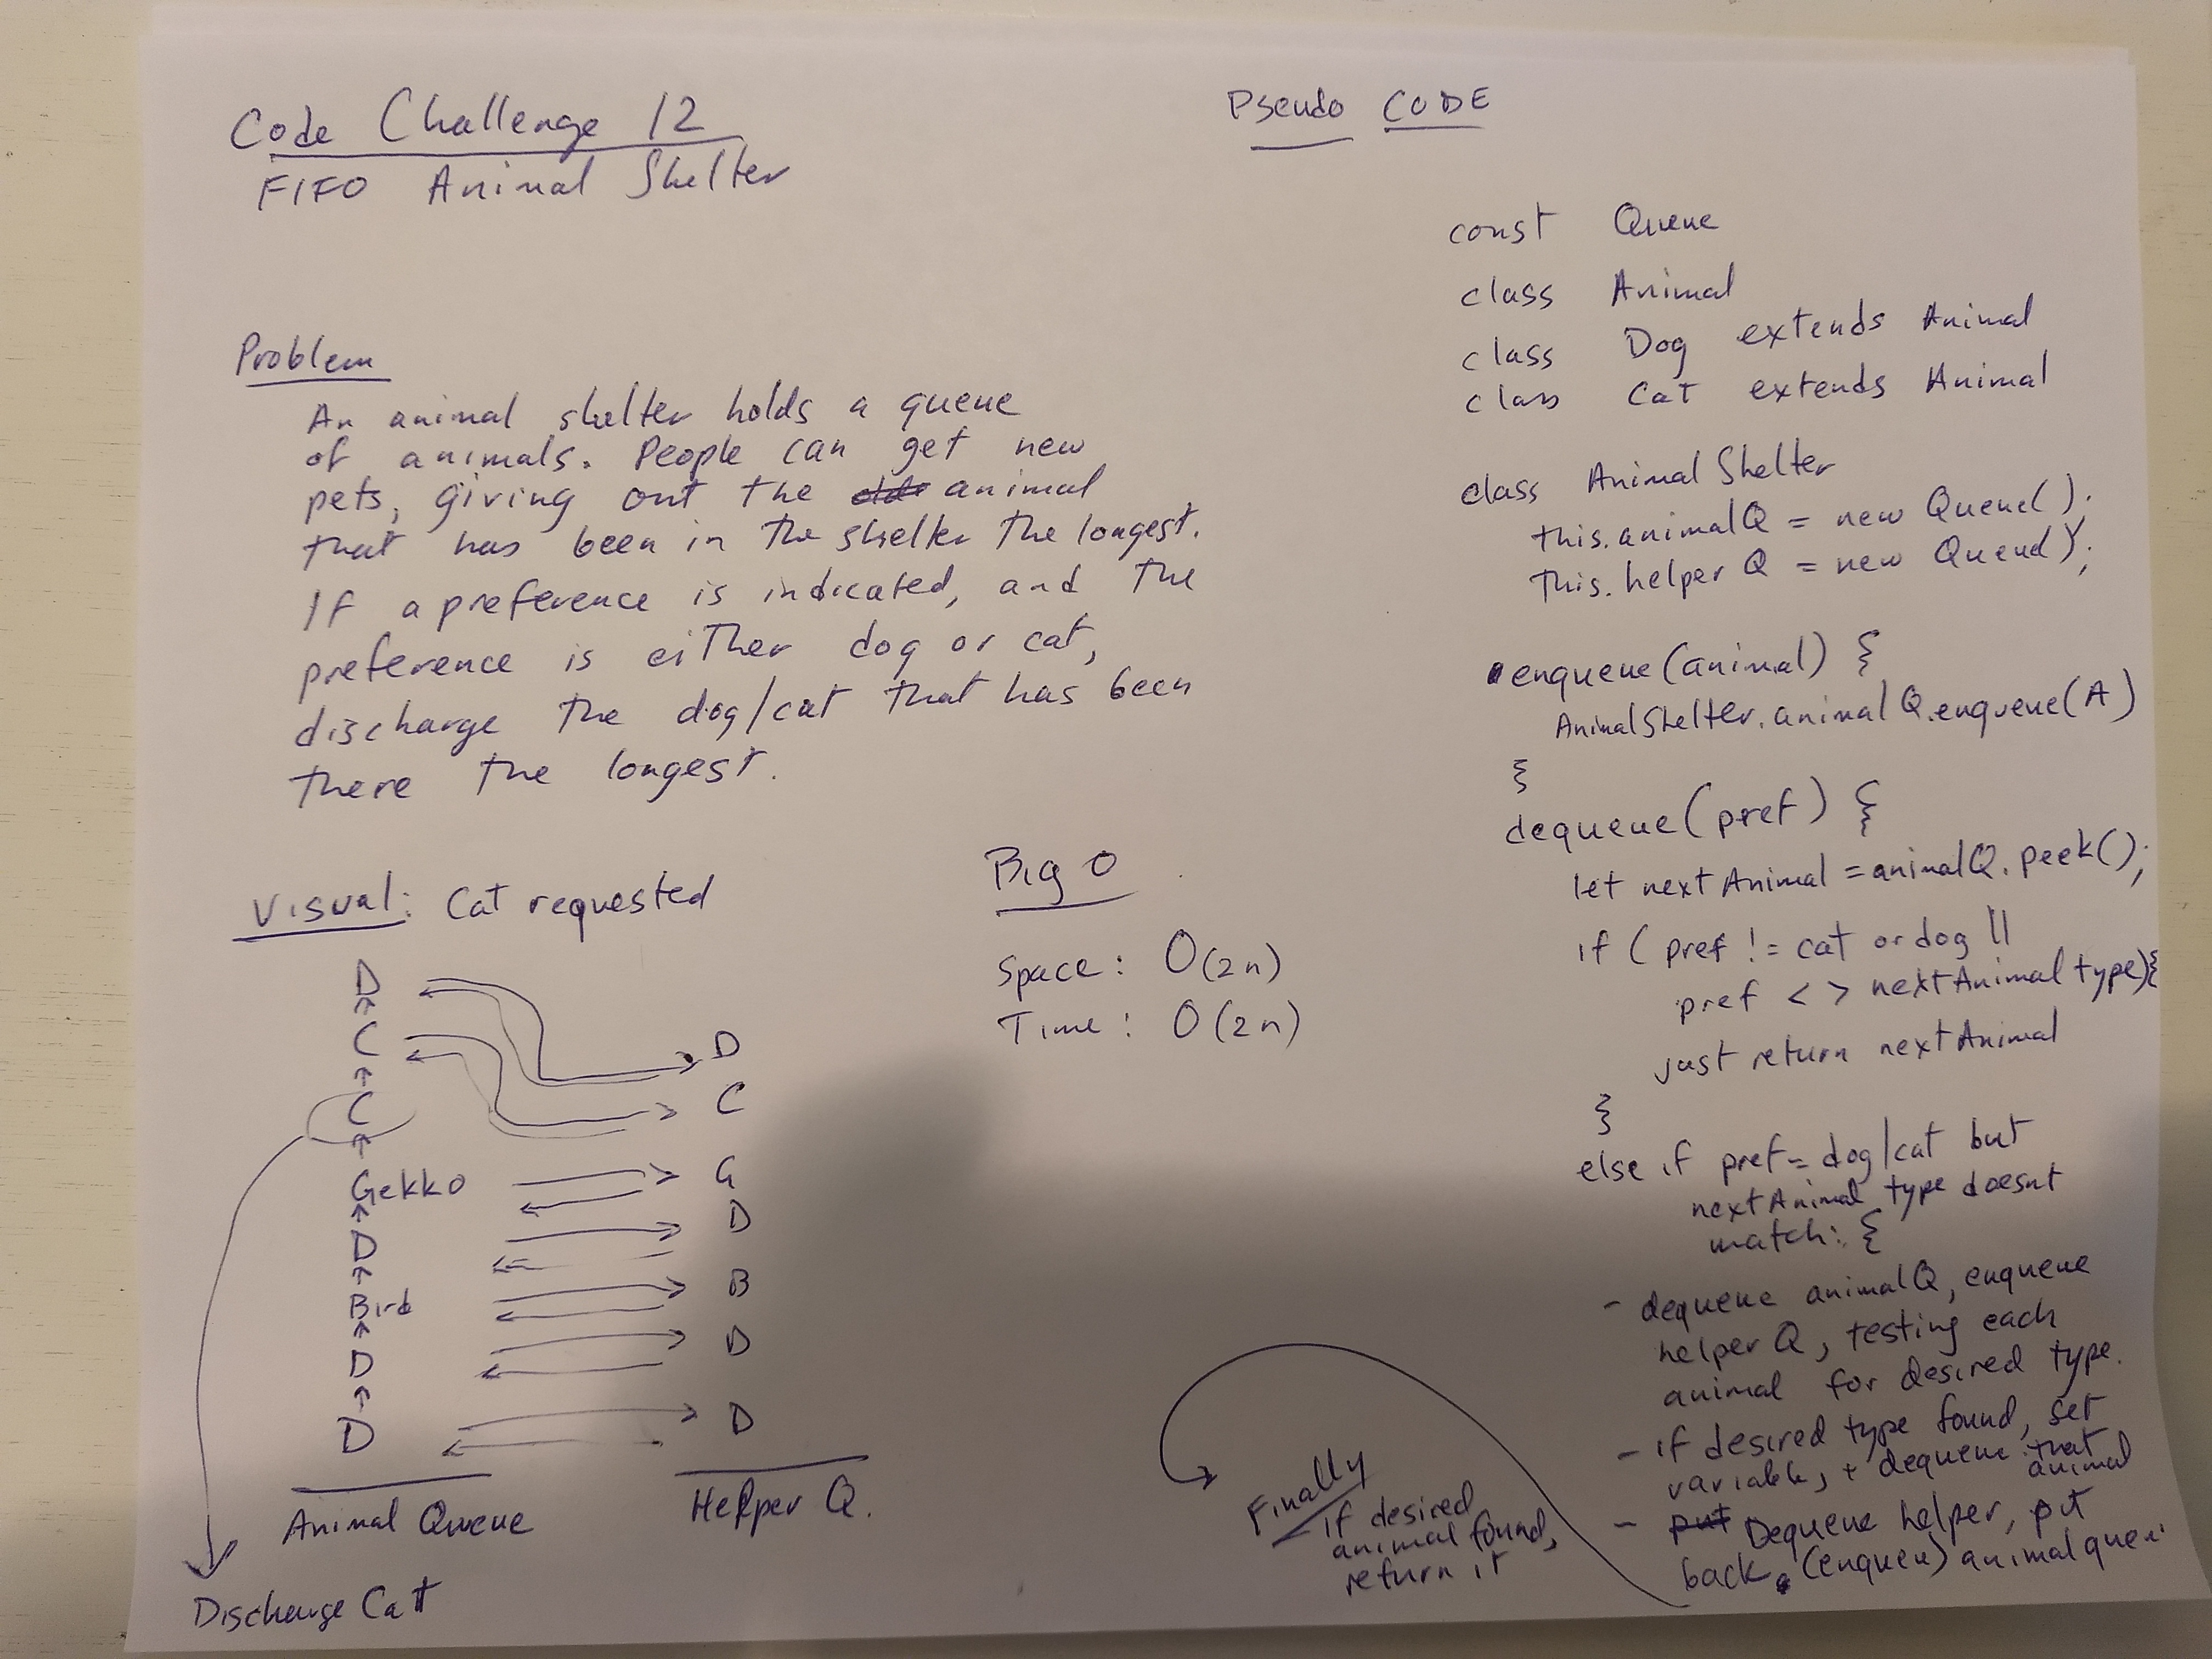 Code Challenge 12
FIFO Animal Shelter
Problem
An animal shelter holds a queue
of animals. People can get new
pets, giving out the animal
that has been in the shelter the longest.
If a preference is indicated, and the
preference is either dog or cat,
discharge the dog/cat that has been
there the longest.
Visual: Cat requested
D
C
C
Gekko
D
Bird
D
D
Animal Queue
Discharge Cat
D
C
G
D
B
D
D
Helper Q.
Big O
Space: O(2n)
Time: O(2n)
Pseudo CODE
const Queue
class Animal
class Dog extends Animal
class Cat extends Animal
class Animal Shelter
this.animalQ = new Queue();
this.helper Q = new Queue();
enqueue(animal) {
AnimalShelter.animalQ.enqueue(A)
}
dequeue(pref) {
let nextAnimal = animalQ.peek();
if ( pref != cat or dog ||
pref < > nextAnimal type){
just return nextAnimal
}
else if pref = dog/cat but
nextAnimal type doesnt
match: {
- dequeue animalQ, enqueue
helper Q, testing each
animal for desired type.
- if desired type found, set
variable, + dequeue that
animal
- put Dequeue helper, put
back (enqueu) animal que
Finally
- if desired
animal found,
return it